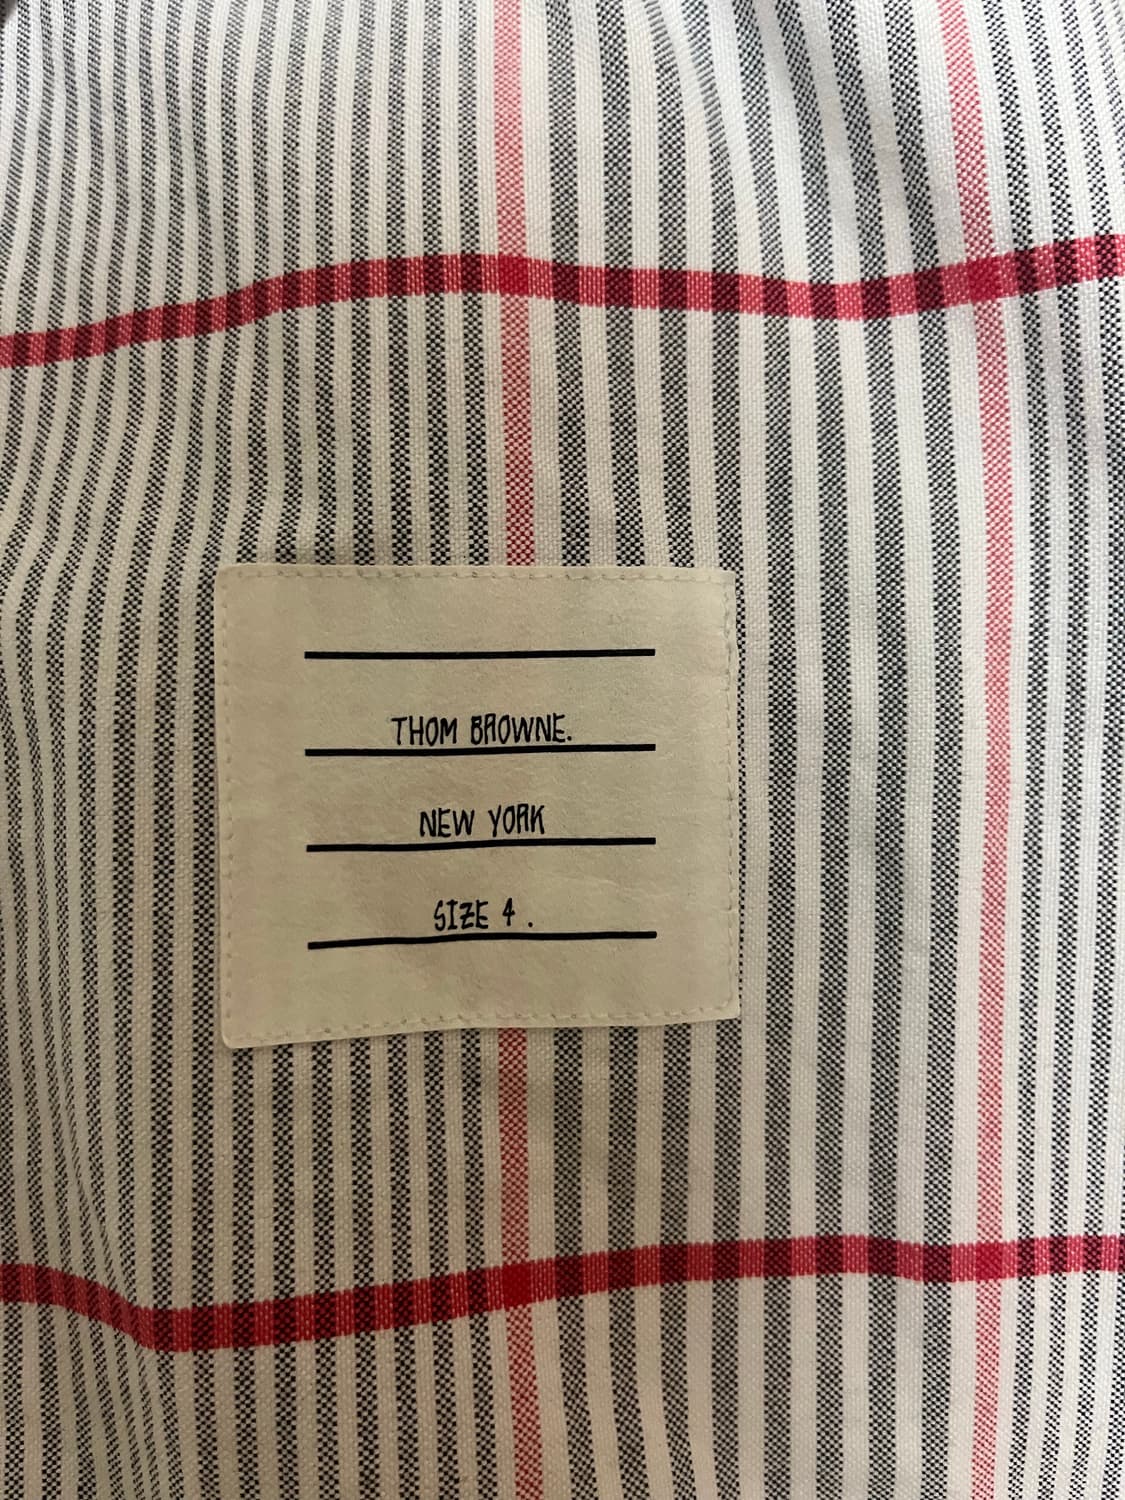 THOM BROWNE.
NEW YORK
SIZE 4 .